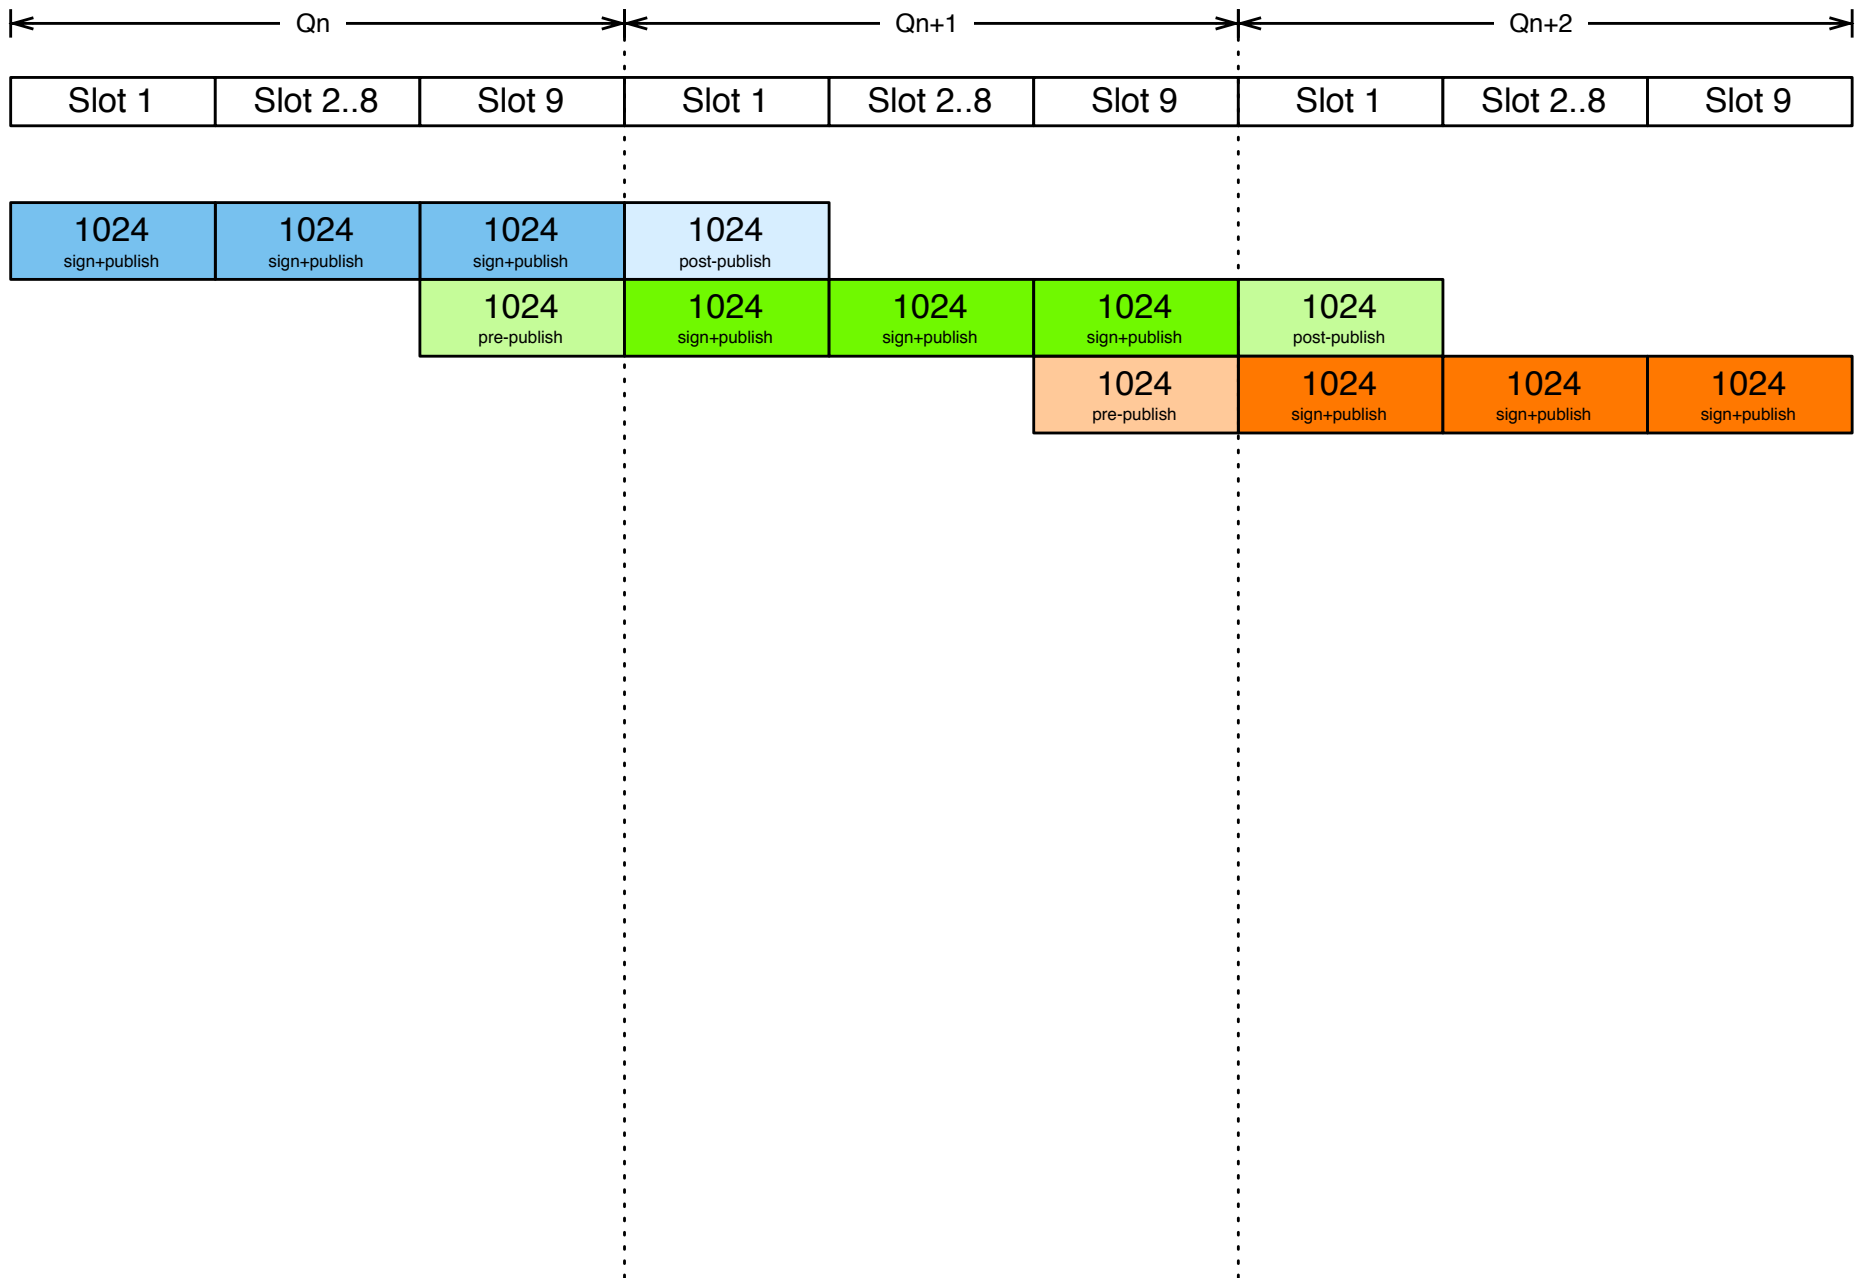 Qn Qn+1 Qn+2
Slot 1 Slot 2..8 Slot 9 Slot 1 Slot 2..8 Slot 9 Slot 1 Slot 2..8 Slot 9
1024 1024 1024 1024
sign+publish sign+publish sign+publish post-publish
1024 1024 1024 1024 1024
pre-publish sign+publish sign+publish sign+publish post-publish
1024 1024 1024 1024
pre-publish sign+publish sign+publish sign+publish